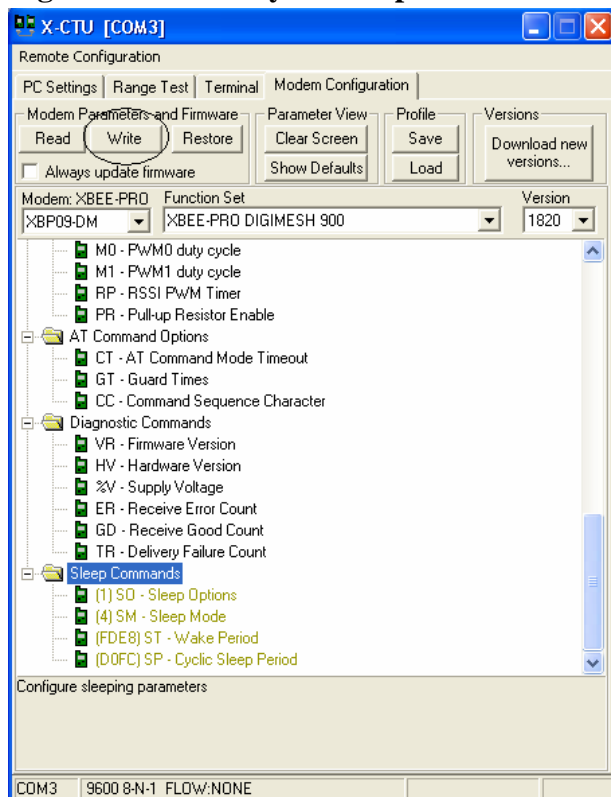 X-CTU [COM3]
Remote Configuration
PC Settings Range Test Terminal Modem Configuration
Modem Parameters and Firmware Parameter View Profile Versions
Read Write Restore Clear Screen Save Download new versions...
Always update firmware Show Defaults Load
Modem: XBEE-PRO Function Set Version
XBP09-DM XBEE-PRO DIGIMESH 900 1820
M0 - PWM0 duty cycle
M1 - PWM1 duty cycle
RP - RSSI PWM Timer
PR - Pull-up Resistor Enable
AT Command Options
CT - AT Command Mode Timeout
GT - Guard Times
CC - Command Sequence Character
Diagnostic Commands
VR - Firmware Version
HV - Hardware Version
%V - Supply Voltage
ER - Receive Error Count
GD - Receive Good Count
TR - Delivery Failure Count
Sleep Commands
(1) SO - Sleep Options
(4) SM - Sleep Mode
(FDE8) ST - Wake Period
(D0FC) SP - Cyclic Sleep Period
Configure sleeping parameters
COM3 9600 8-N-1 FLOW:NONE